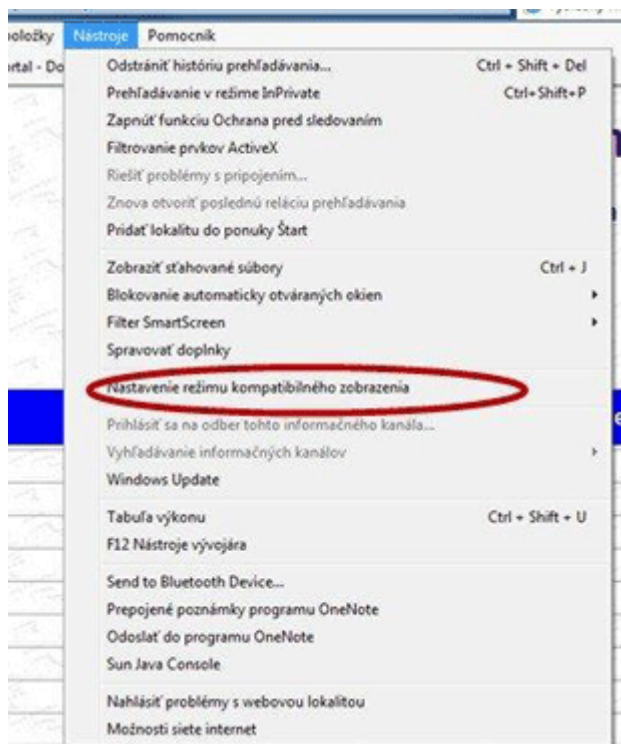 Nástroje Pomocník
Odstrániť históriu prehľadávania... Ctrl + Shift + Del
Prehľadávanie v režime InPrivate Ctrl+Shift+P
Zapnúť funkciu Ochrana pred sledovaním
Filtrovanie prvkov ActiveX
Riešiť problémy s pripojením...
Znova otvoriť poslednú reláciu prehľadávania
Pridať lokalitu do ponuky Štart
Zobraziť sťahované súbory Ctrl + J
Blokovanie automaticky otváraných okien
Filter SmartScreen
Spravovať doplnky
Nastavenie režimu kompatibilného zobrazenia
Prihlásiť sa na odber tohto informačného kanála...
Vyhľadávanie informačných kanálov
Windows Update
Tabuľa výkonu Ctrl + Shift + U
F12 Nástroje vývojára
Send to Bluetooth Device...
Prepojené poznámky programu OneNote
Odoslať do programu OneNote
Sun Java Console
Nahlásiť problémy s webovou lokalitou
Možnosti siete internet